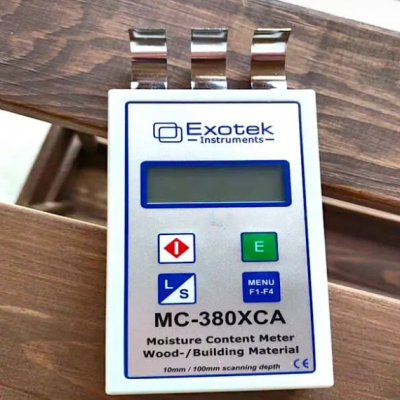 Exotek
Instruments
I
E
L/S
MENU
F1-F4
MC-380XCA
Moisture Content Meter
Wood-/Building Material
10mm / 100mm scanning depth
CE